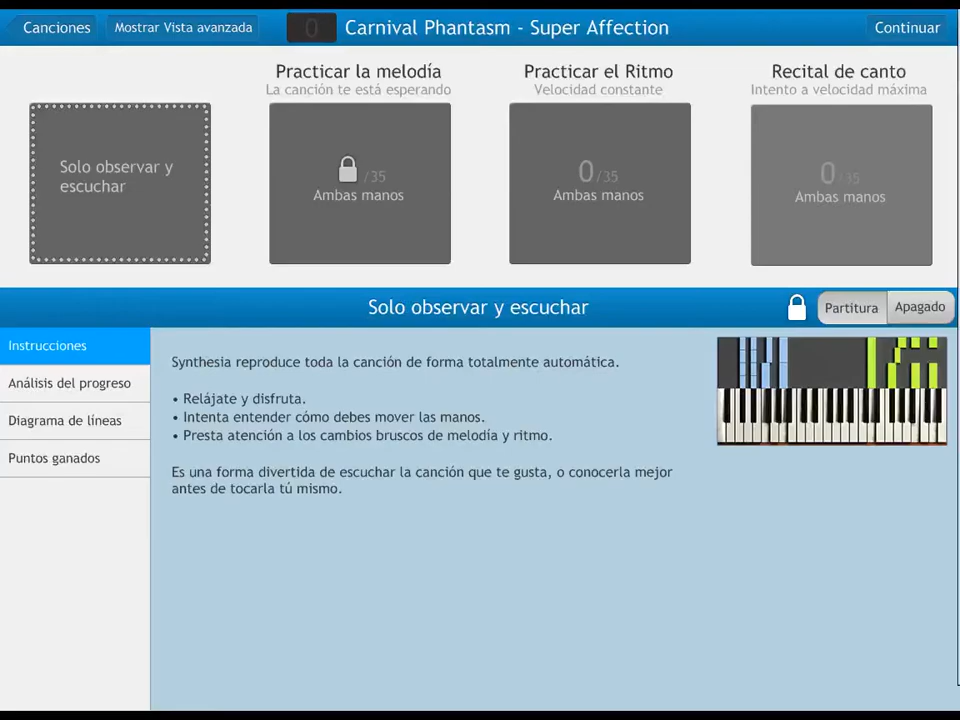 Canciones
Mostrar Vista avanzada
0
Carnival Phantasm - Super Affection
Continuar
Practicar la melodía
La canción te está esperando
Practicar el Ritmo
Velocidad constante
Recital de canto
Intento a velocidad máxima
Solo observar y
escuchar
/35
Ambas manos
0/35
Ambas manos
0/35
Ambas manos
Solo observar y escuchar
Partitura
Apagado
Instrucciones
Análisis del progreso
Diagrama de líneas
Puntos ganados
Synthesia reproduce toda la canción de forma totalmente automática.
• Relájate y disfruta.
• Intenta entender cómo debes mover las manos.
• Presta atención a los cambios bruscos de melodía y ritmo.
Es una forma divertida de escuchar la canción que te gusta, o conocerla mejor
antes de tocarla tú mismo.